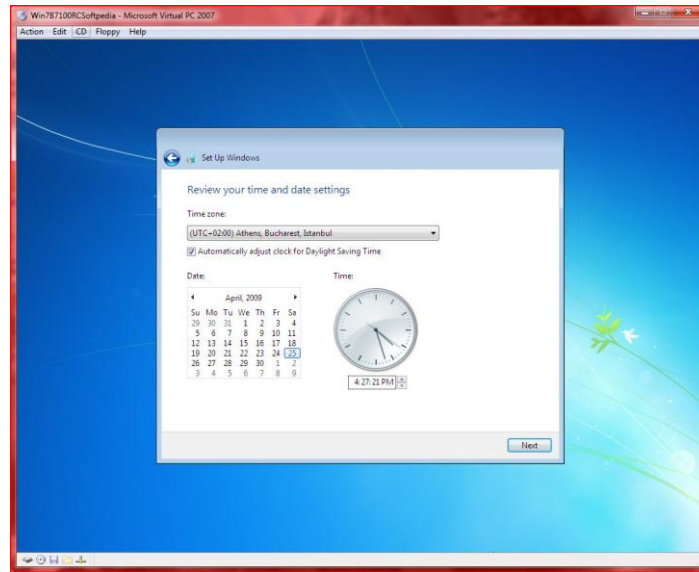 Win7B7100RCSoftpedia - Microsoft Virtual PC 2007
Action Edit CD Floppy Help
Set Up Windows
Review your time and date settings
Time zone:
(UTC+02:00) Athens, Bucharest, Istanbul
Automatically adjust clock for Daylight Saving Time
Date: Time:
April, 2009
Su Mo Tu We Th Fr Sa
29 30 31 1 2 3 4
5 6 7 8 9 10 11
12 13 14 15 16 17 18
19 20 21 22 23 24 25
26 27 28 29 30 1 2
3 4 5 6 7 8 9
4:27:21 PM
Next